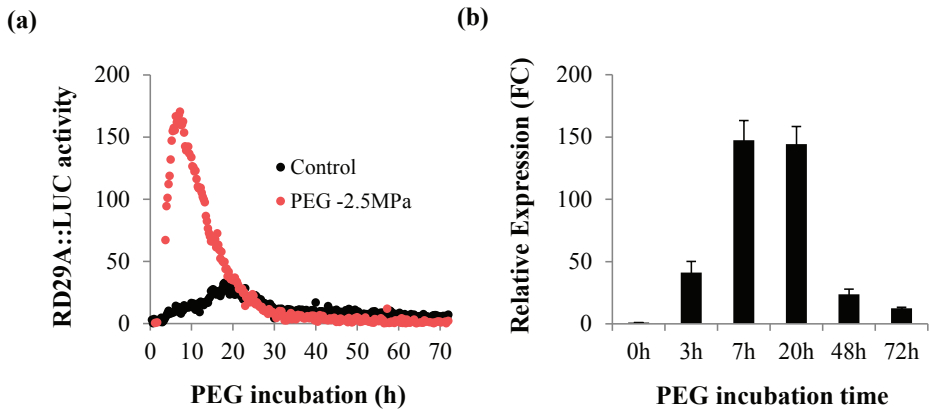 (a)
RD29A::LUC activity
200
150
100
50
0
Control
PEG -2.5MPa
0 10 20 30 40 50 60 70
PEG incubation (h)
(b)
Relative Expression (FC)
200
150
100
50
0
0h 3h 7h 20h 48h 72h
PEG incubation time